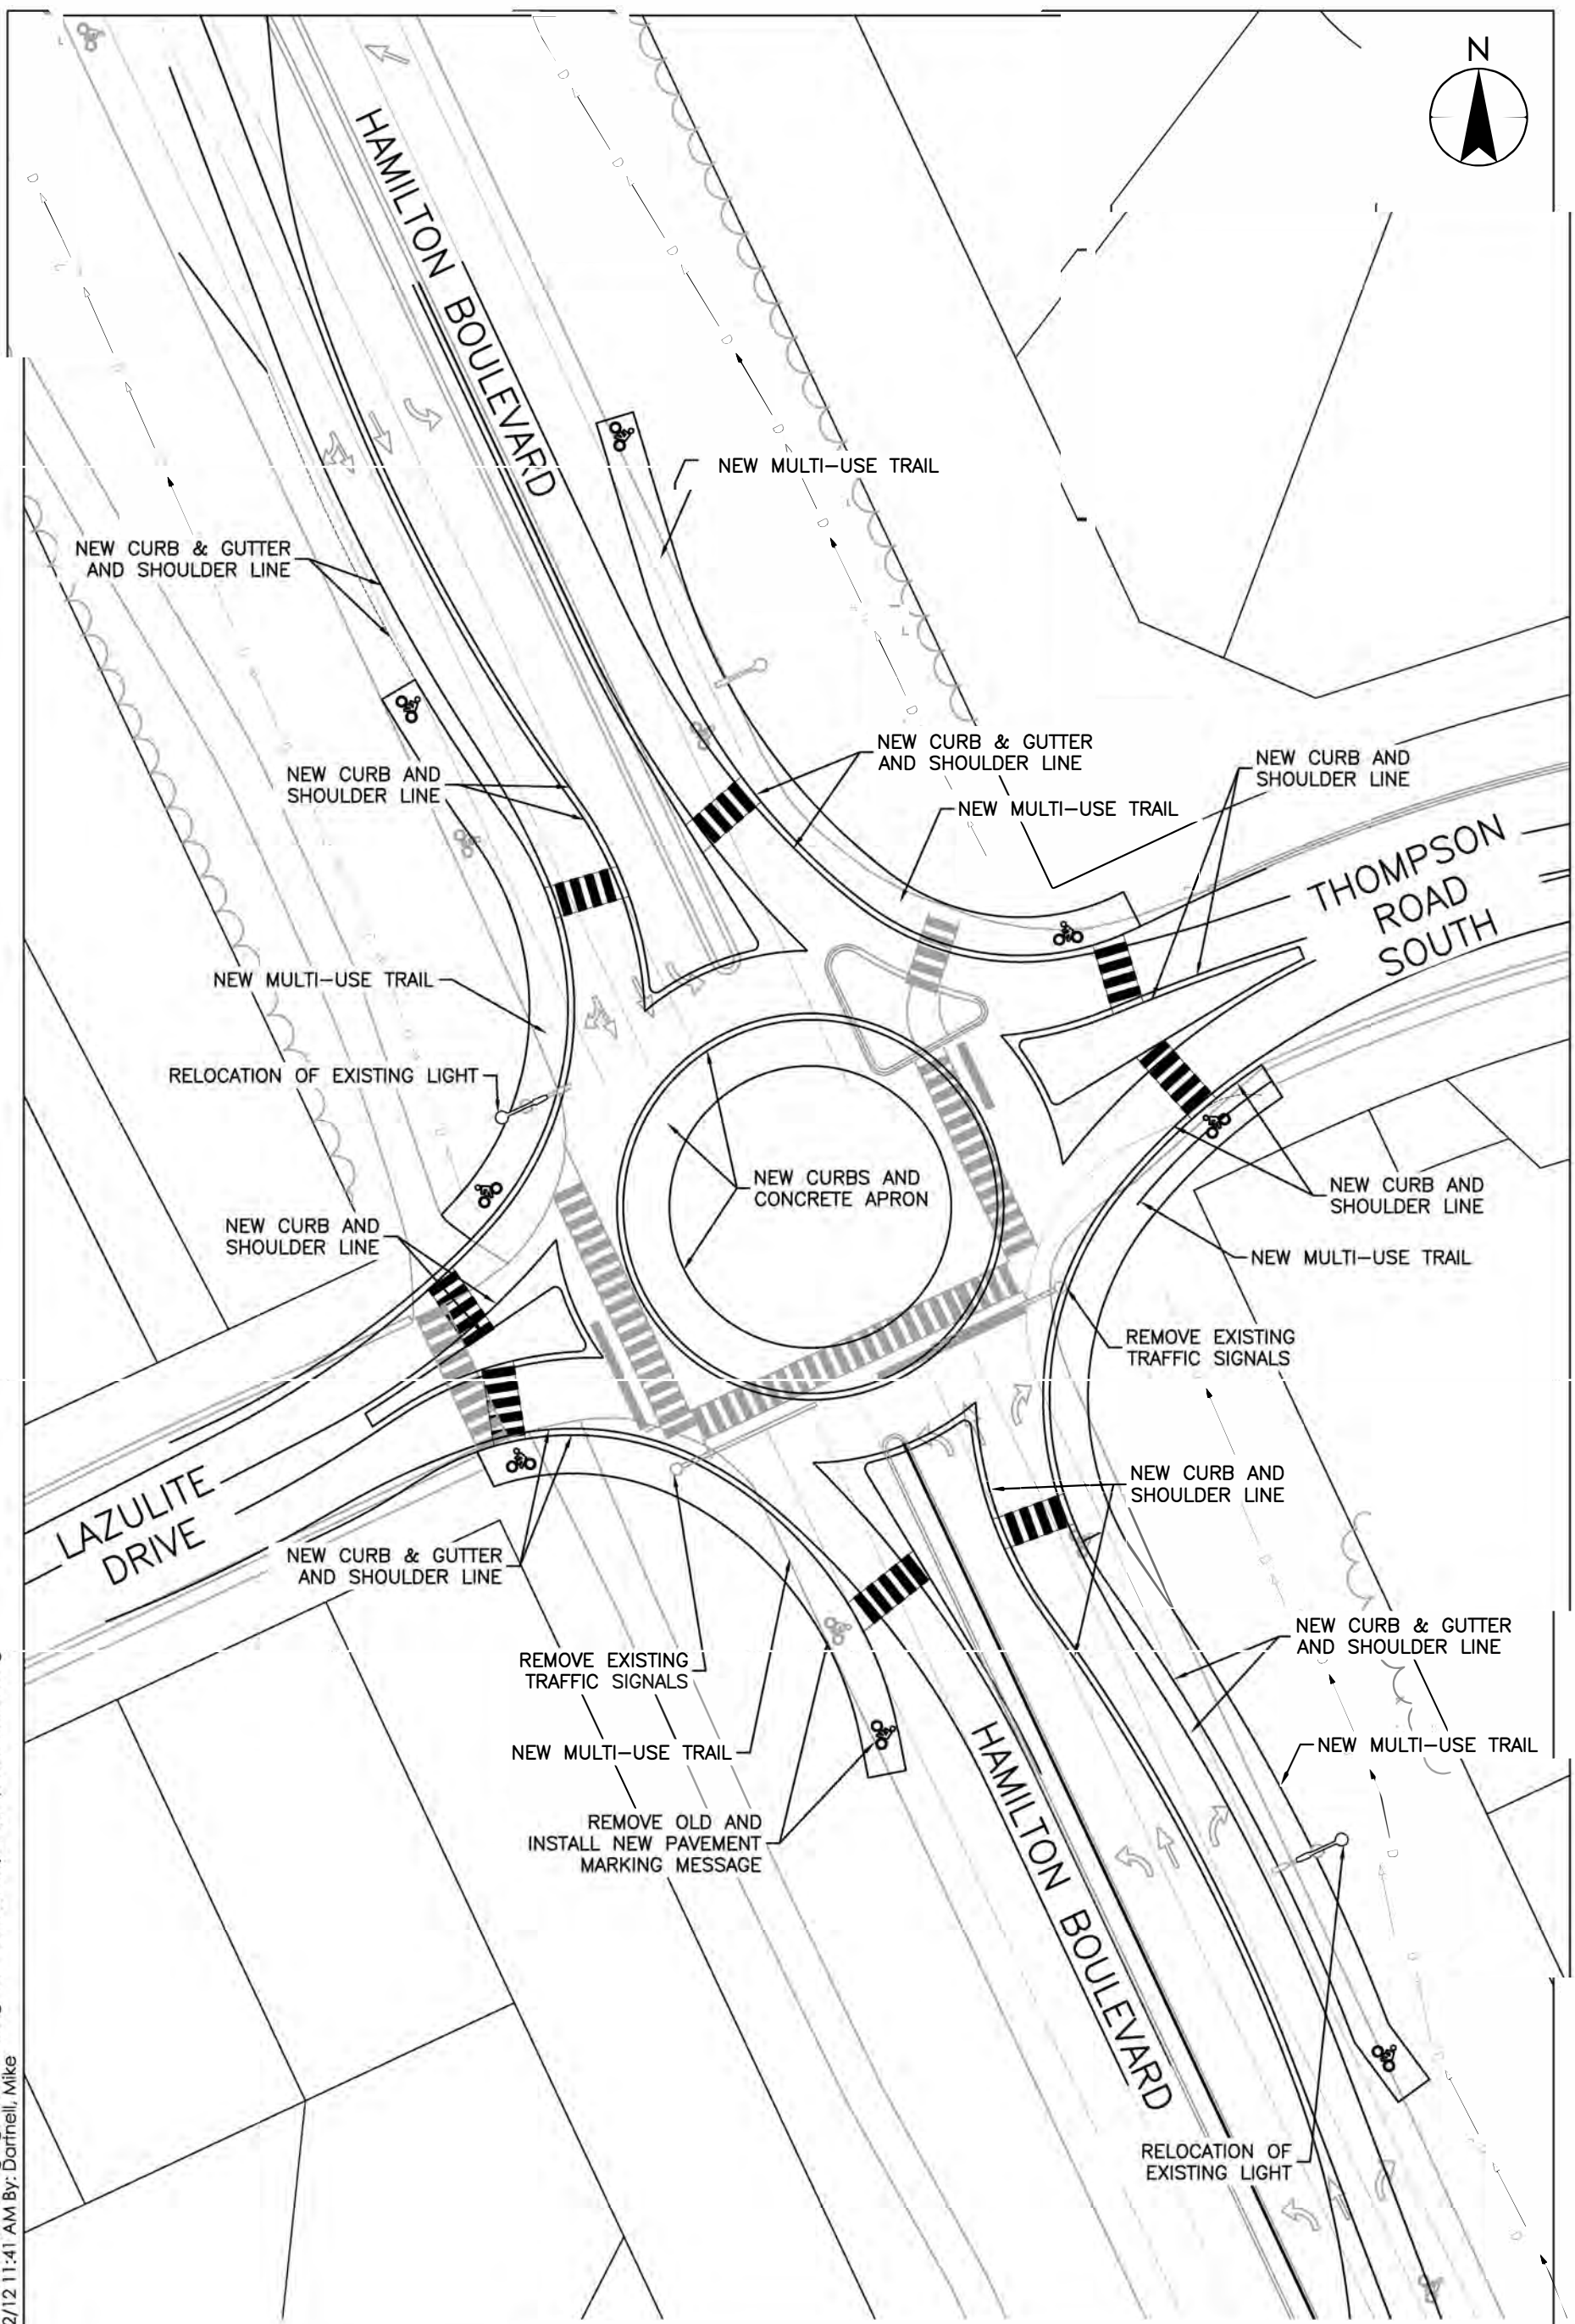 N
HAMILTON BOULEVARD
NEW MULTI-USE TRAIL
NEW CURB & GUTTER
AND SHOULDER LINE
NEW CURB & GUTTER
AND SHOULDER LINE
NEW CURB AND
SHOULDER LINE
NEW CURB AND
SHOULDER LINE
NEW MULTI-USE TRAIL
THOMPSON
ROAD
SOUTH
NEW MULTI-USE TRAIL
RELOCATION OF EXISTING LIGHT
NEW CURBS AND
CONCRETE APRON
NEW CURB AND
SHOULDER LINE
NEW CURB AND
SHOULDER LINE
NEW MULTI-USE TRAIL
REMOVE EXISTING
TRAFFIC SIGNALS
NEW CURB AND
SHOULDER LINE
LAZULITE
DRIVE
NEW CURB & GUTTER
AND SHOULDER LINE
NEW CURB & GUTTER
AND SHOULDER LINE
REMOVE EXISTING
TRAFFIC SIGNALS
NEW MULTI-USE TRAIL
NEW MULTI-USE TRAIL
REMOVE OLD AND
INSTALL NEW PAVEMENT
MARKING MESSAGE
HAMILTON BOULEVARD
RELOCATION OF
EXISTING LIGHT
2/12 11:41 AM By: Dartnell, Mike